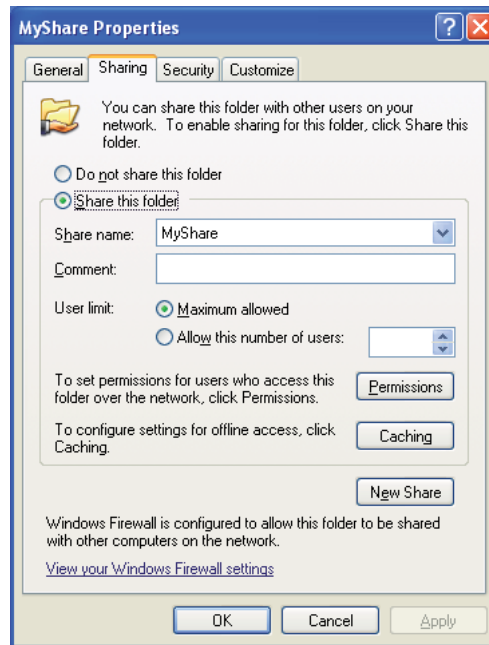 MyShare Properties
General Sharing Security Customize
You can share this folder with other users on your
network. To enable sharing for this folder, click Share this
folder.
Do not share this folder
Share this folder
Share name: MyShare
Comment:
User limit: Maximum allowed
Allow this number of users:
To set permissions for users who access this
folder over the network, click Permissions.
Permissions
To configure settings for offline access, click
Caching.
Caching
New Share
Windows Firewall is configured to allow this folder to be shared
with other computers on the network.
View your Windows Firewall settings
OK Cancel Apply